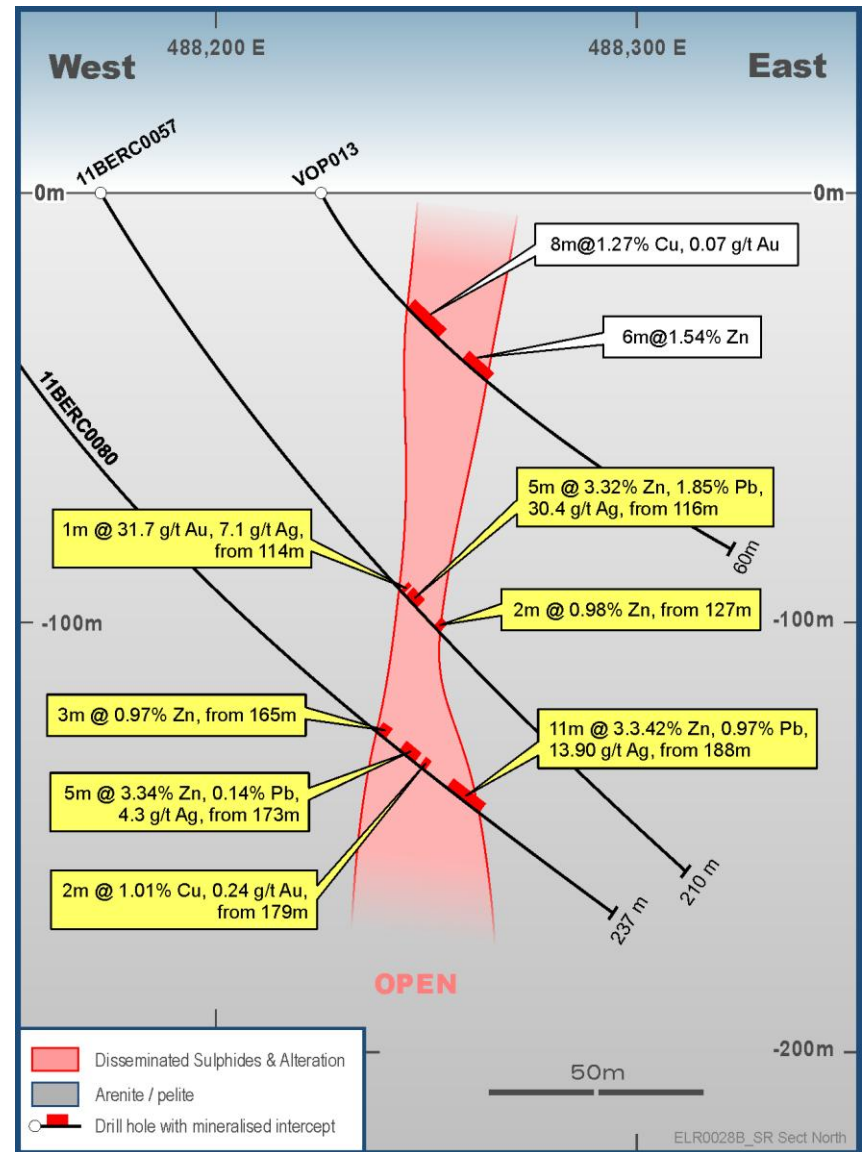 488,200 E
488,300 E
West
East
11BERC0057
VOP013
0m
0m
8m@1.27% Cu, 0.07 g/t Au
6m@1.54% Zn
11BERC0080
5m @ 3.32% Zn, 1.85% Pb,
30.4 g/t Ag, from 116m
1m @ 31.7 g/t Au, 7.1 g/t Ag,
from 114m
60m
-100m
2m @ 0.98% Zn, from 127m
-100m
3m @ 0.97% Zn, from 165m
11m @ 3.3.42% Zn, 0.97% Pb,
13.90 g/t Ag, from 188m
5m @ 3.34% Zn, 0.14% Pb,
4.3 g/t Ag, from 173m
2m @ 1.01% Cu, 0.24 g/t Au,
from 179m
210 m
237 m
OPEN
-200m
Disseminated Sulphides & Alteration
Arenite / pelite
Drill hole with mineralised intercept
50m
ELR0028B_SR Sect North